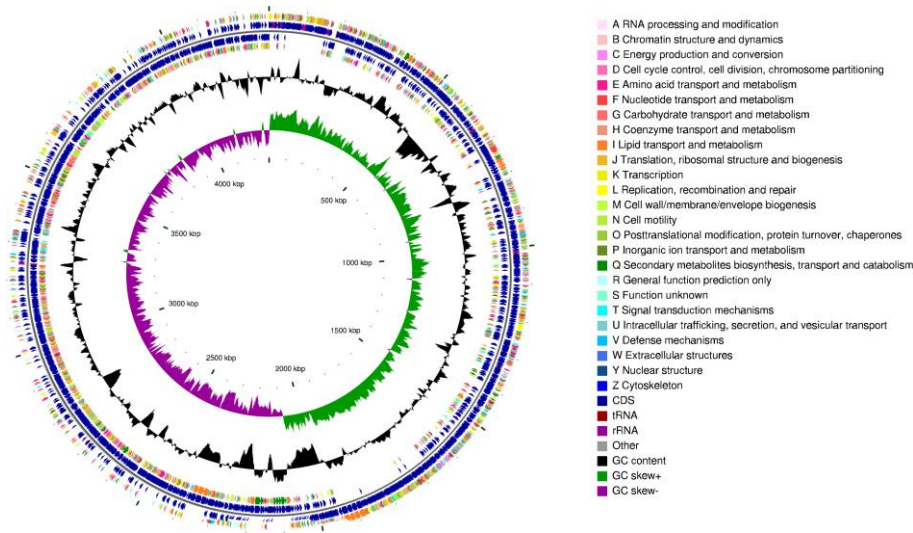 4000 kbp
500 kbp
3500 kbp
1000 kbp
3000 kbp
1500 kbp
2500 kbp
2000 kbp
A RNA processing and modification
B Chromatin structure and dynamics
C Energy production and conversion
D Cell cycle control, cell division, chromosome partitioning
E Amino acid transport and metabolism
F Nucleotide transport and metabolism
G Carbohydrate transport and metabolism
H Coenzyme transport and metabolism
I Lipid transport and metabolism
J Translation, ribosomal structure and biogenesis
K Transcription
L Replication, recombination and repair
M Cell wall/membrane/envelope biogenesis
N Cell motility
O Posttranslational modification, protein turnover, chaperones
P Inorganic ion transport and metabolism
Q Secondary metabolites biosynthesis, transport and catabolism
R General function prediction only
S Function unknown
T Signal transduction mechanisms
U Intracellular trafficking, secretion, and vesicular transport
V Defense mechanisms
W Extracellular structures
Y Nuclear structure
Z Cytoskeleton
CDS
tRNA
rRNA
Other
GC content
GC skew+
GC skew-